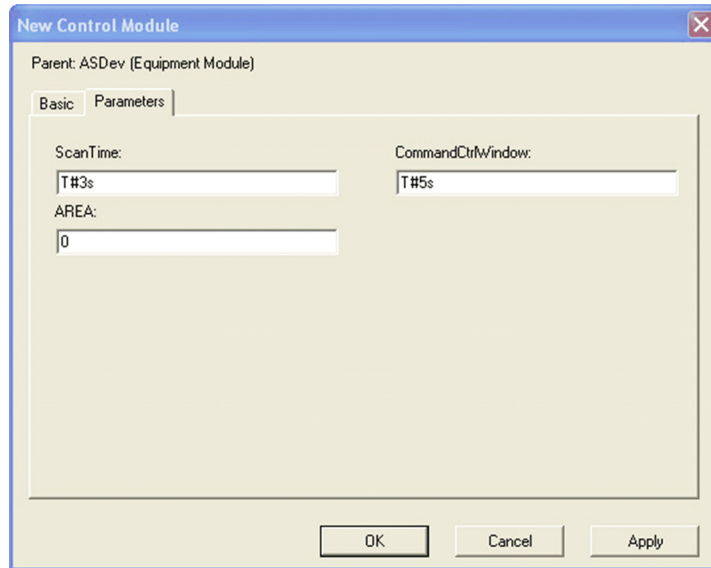 New Control Module
Parent: ASDev (Equipment Module)
Basic Parameters
ScanTime: CommandCtrlWindow:
T#3s T#5s
AREA:
0
OK Cancel Apply